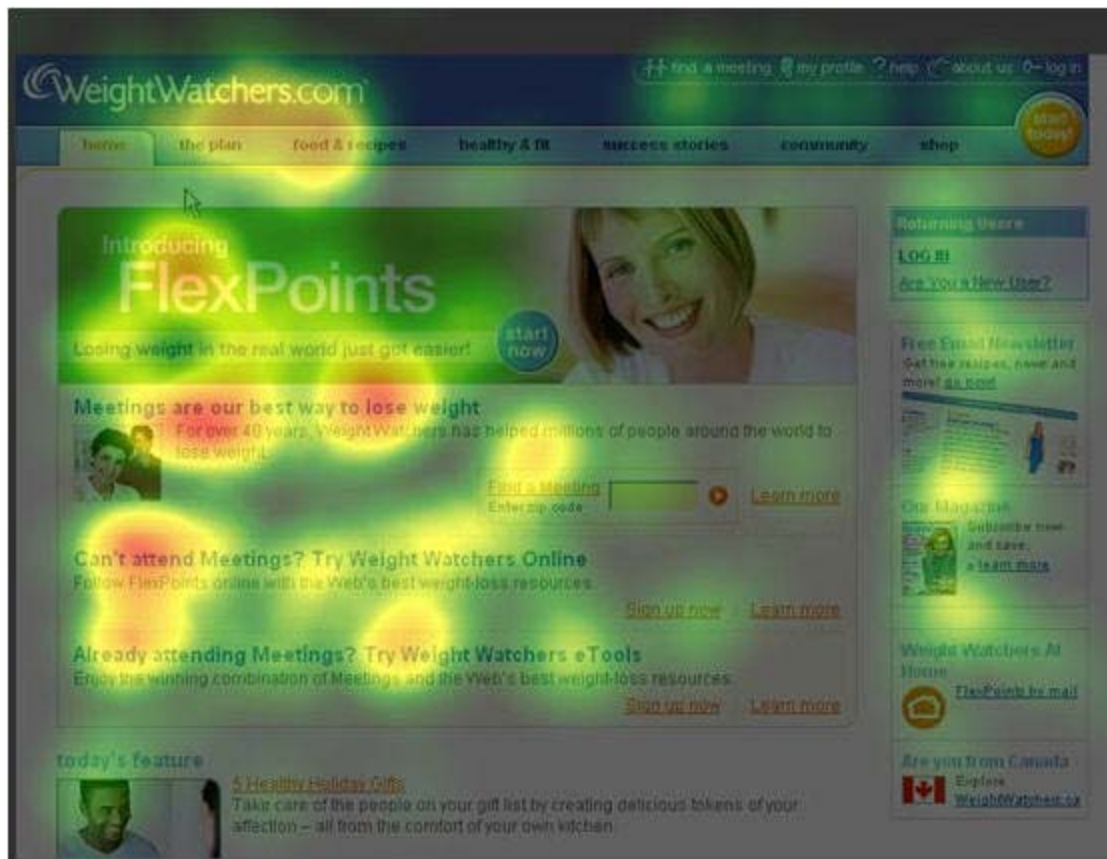 find a meeting my profile ? help about us log in
WeightWatchers.com
start today!
home the plan food & recipes healthy & fit success stories community shop
Introducing
FlexPoints
Losing weight in the real world just got easier!
start now
Meetings are our best way to lose weight
For over 40 years, Weight Watchers has helped millions of people around the world to
lose weight.
Find a Meeting
Enter zip code
Learn more
Can't attend Meetings? Try Weight Watchers Online
Follow FlexPoints online with the Web's best weight-loss resources.
Sign up now Learn more
Already attending Meetings? Try Weight Watchers eTools
Enjoy the winning combination of Meetings and the Web's best weight-loss resources.
Sign up now Learn more
today's feature
5 Healthy Holiday Gifts
Take care of the people on your gift list by creating delicious tokens of your
affection – all from the comfort of your own kitchen.
Returning Users
LOG IN
Are You a New User?
Free Email Newsletter
Get free recipes, news and
more! go now!
Our Magazine
Subscribe now
and save.
learn more
Weight Watchers At
Home
FlexPoints by mail
Are you from Canada
Explore
WeightWatchers.ca